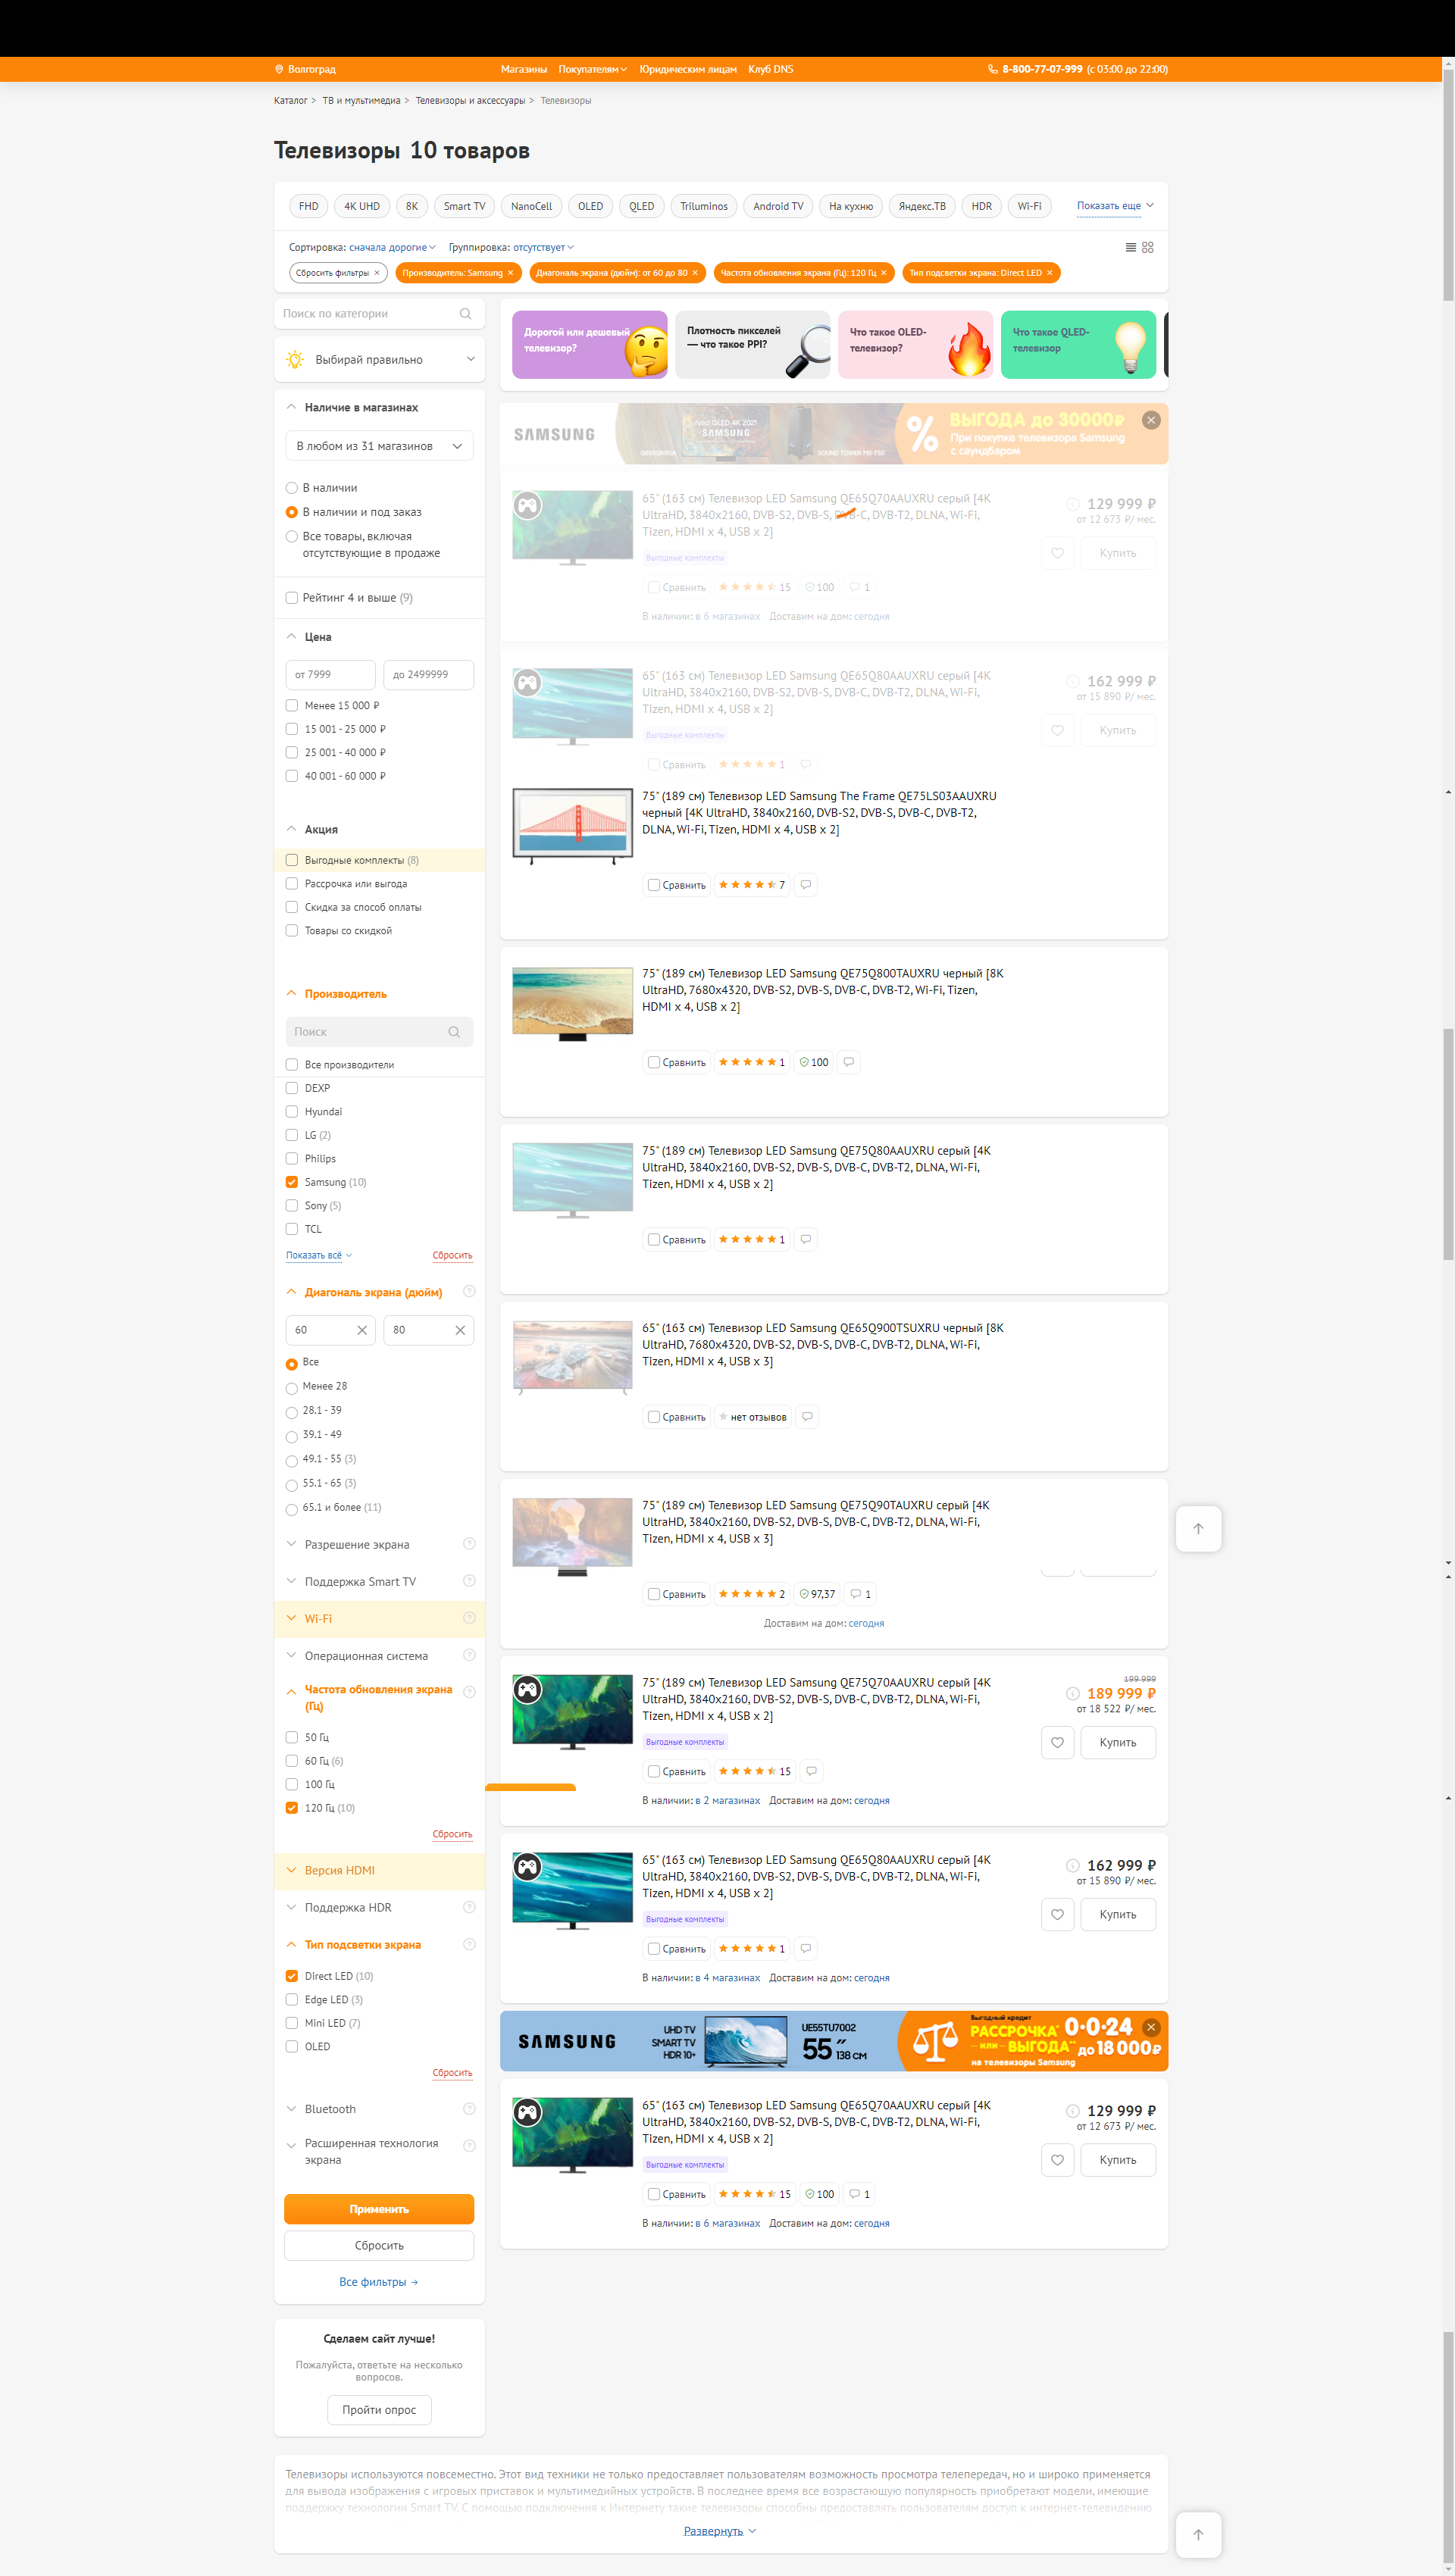 Волгоград
Магазины Покупателям Юридическим лицам Клуб DNS
8-800-77-07-999 (с 03:00 до 22:00)
Каталог > ТВ и мультимедиа > Телевизоры и аксессуары > Телевизоры
Телевизоры 10 товаров
FHD 4K UHD 8K Smart TV NanoCell OLED QLED Triluminos Android TV На кухню Яндекс.ТВ HDR Wi-Fi Показать еще
Сортировка: сначала дорогие Группировка: отсутствует
Сбросить фильтры × Производитель: Samsung × Диагональ экрана (дюйм): от 60 до 80 × Частота обновления экрана (Гц): 120 Гц × Тип подсветки экрана: Direct LED ×
Поиск по категории
Выбирай правильно
Наличие в магазинах
В любом из 31 магазинов
В наличии
В наличии и под заказ
Все товары, включая
отсутствующие в продаже
Рейтинг 4 и выше (9)
Цена
от 7999 до 2499999
Менее 15 000 ₽
15 001 - 25 000 ₽
25 001 - 40 000 ₽
40 001 - 60 000 ₽
Акция
Выгодные комплекты (8)
Рассрочка или выгода
Скидка за способ оплаты
Товары со скидкой
Производитель
Поиск
Все производители
DEXP
Hyundai
LG (2)
Philips
Samsung (10)
Sony (5)
TCL
Показать всё Сбросить
Диагональ экрана (дюйм)
60 80
Все
Менее 28
28.1 - 39
39.1 - 49
49.1 - 55 (3)
55.1 - 65 (3)
65.1 и более (11)
Разрешение экрана
Поддержка Smart TV
Wi-Fi
Операционная система
Частота обновления экрана
(Гц)
50 Гц
60 Гц (6)
100 Гц
120 Гц (10)
Сбросить
Версия HDMI
Поддержка HDR
Тип подсветки экрана
Direct LED (10)
Edge LED (3)
Mini LED (7)
OLED
Сбросить
Bluetooth
Расширенная технология
экрана
Применить
Сбросить
Все фильтры →
Сделаем сайт лучше!
Пожалуйста, ответьте на несколько
вопросов.
Пройти опрос
Дорогой или дешевый
телевизор?
Плотность пикселей
— что такое PPI?
Что такое OLED-
телевизор?
Что такое QLED-
телевизор
SAMSUNG
Neo QLED 4K 2021
SAMSUNG
SOUND TOWER MX-T50
% ВЫГОДА до 30000₽
При покупке телевизора Samsung
с саундбаром
65" (163 см) Телевизор LED Samsung QE65Q70AAUXRU серый [4K
UltraHD, 3840x2160, DVB-S2, DVB-S, DVB-C, DVB-T2, DLNA, Wi-Fi,
Tizen, HDMI x 4, USB x 2]
129 999 ₽
от 12 673 ₽/ мес.
Купить
Выгодные комплекты
Сравнить 15 100 1
В наличии: в 6 магазинах Доставим на дом: сегодня
65" (163 см) Телевизор LED Samsung QE65Q80AAUXRU серый [4K
UltraHD, 3840x2160, DVB-S2, DVB-S, DVB-C, DVB-T2, DLNA, Wi-Fi,
Tizen, HDMI x 4, USB x 2]
162 999 ₽
от 15 890 ₽/ мес.
Купить
Выгодные комплекты
Сравнить 1
75" (189 см) Телевизор LED Samsung The Frame QE75LS03AAUXRU
черный [4K UltraHD, 3840x2160, DVB-S2, DVB-S, DVB-C, DVB-T2,
DLNA, Wi-Fi, Tizen, HDMI x 4, USB x 2]
Сравнить 7
75" (189 см) Телевизор LED Samsung QE75Q800TAUXRU черный [8K
UltraHD, 7680x4320, DVB-S2, DVB-S, DVB-C, DVB-T2, Wi-Fi, Tizen,
HDMI x 4, USB x 2]
Сравнить 1 100
75" (189 см) Телевизор LED Samsung QE75Q80AAUXRU серый [4K
UltraHD, 3840x2160, DVB-S2, DVB-S, DVB-C, DVB-T2, DLNA, Wi-Fi,
Tizen, HDMI x 4, USB x 2]
Сравнить 1
65" (163 см) Телевизор LED Samsung QE65Q900TSUXRU черный [8K
UltraHD, 7680x4320, DVB-S2, DVB-S, DVB-C, DVB-T2, DLNA, Wi-Fi,
Tizen, HDMI x 4, USB x 3]
Сравнить нет отзывов
75" (189 см) Телевизор LED Samsung QE75Q90TAUXRU серый [4K
UltraHD, 3840x2160, DVB-S2, DVB-S, DVB-C, DVB-T2, DLNA, Wi-Fi,
Tizen, HDMI x 4, USB x 3]
Сравнить 2 97,37 1
Доставим на дом: сегодня
75" (189 см) Телевизор LED Samsung QE75Q70AAUXRU серый [4K
UltraHD, 3840x2160, DVB-S2, DVB-S, DVB-C, DVB-T2, DLNA, Wi-Fi,
Tizen, HDMI x 4, USB x 2]
199 999
189 999 ₽
от 18 522 ₽/ мес.
Купить
Выгодные комплекты
Сравнить 15
В наличии: в 2 магазинах Доставим на дом: сегодня
65" (163 см) Телевизор LED Samsung QE65Q80AAUXRU серый [4K
UltraHD, 3840x2160, DVB-S2, DVB-S, DVB-C, DVB-T2, DLNA, Wi-Fi,
Tizen, HDMI x 4, USB x 2]
162 999 ₽
от 15 890 ₽/ мес.
Купить
Выгодные комплекты
Сравнить 1
В наличии: в 4 магазинах Доставим на дом: сегодня
SAMSUNG
UHD TV
SMART TV
HDR 10+
UE55TU7002
55″ 138 СМ
Выгодный кредит
РАССРОЧКА* 0·0·24
— или — ВЫГОДА** до 18 000₽
на телевизоры Samsung
65" (163 см) Телевизор LED Samsung QE65Q70AAUXRU серый [4K
UltraHD, 3840x2160, DVB-S2, DVB-S, DVB-C, DVB-T2, DLNA, Wi-Fi,
Tizen, HDMI x 4, USB x 2]
129 999 ₽
от 12 673 ₽/ мес.
Купить
Выгодные комплекты
Сравнить 15 100 1
В наличии: в 6 магазинах Доставим на дом: сегодня
Телевизоры используются повсеместно. Этот вид техники не только предоставляет пользователям возможность просмотра телепередач, но и широко применяется
для вывода изображения с игровых приставок и мультимедийных устройств. В последнее время все возрастающую популярность приобретают модели, имеющие
поддержку технологии Smart TV. С помощью подключения к Интернету такие телевизоры способны предоставлять пользователям доступ к интернет-телевидению
Развернуть